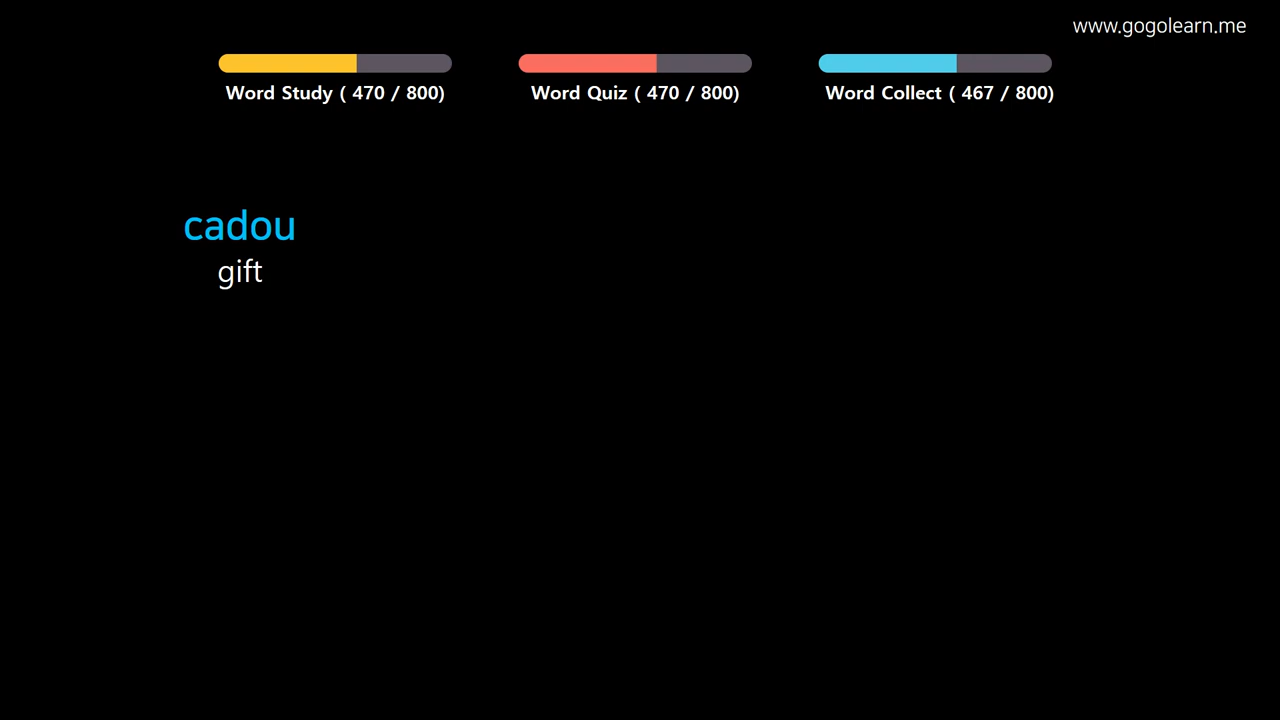 www.gogolearn.me
Word Study ( 470 / 800)
Word Quiz ( 470 / 800)
Word Collect ( 467 / 800)
cadou
gift